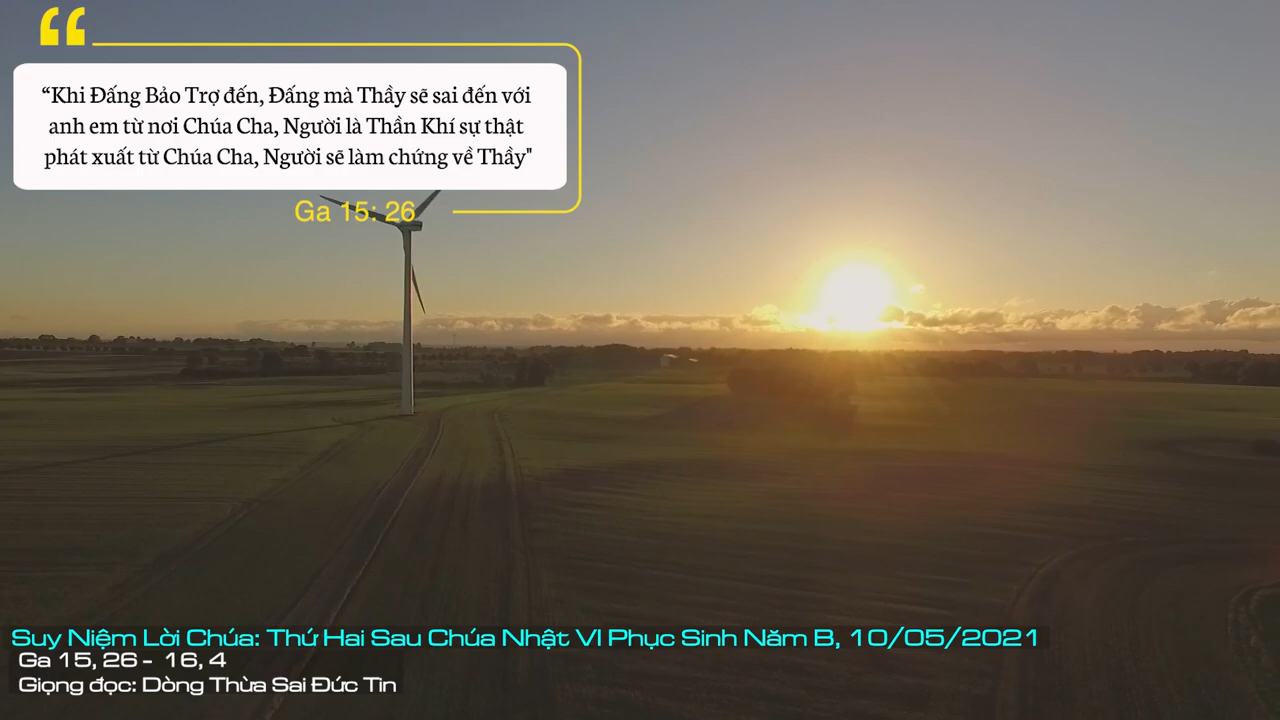 “Khi Đấng Bảo Trợ đến, Đấng mà Thầy sẽ sai đến với
anh em từ nơi Chúa Cha, Người là Thần Khí sự thật
phát xuất từ Chúa Cha, Người sẽ làm chứng về Thầy"
Ga 15: 26
Suy Niệm Lời Chúa: Thứ Hai Sau Chúa Nhật VI Phục Sinh Năm B, 10/05/2021
Ga 15, 26 - 16, 4
Giọng đọc: Dòng Thừa Sai Đức Tin